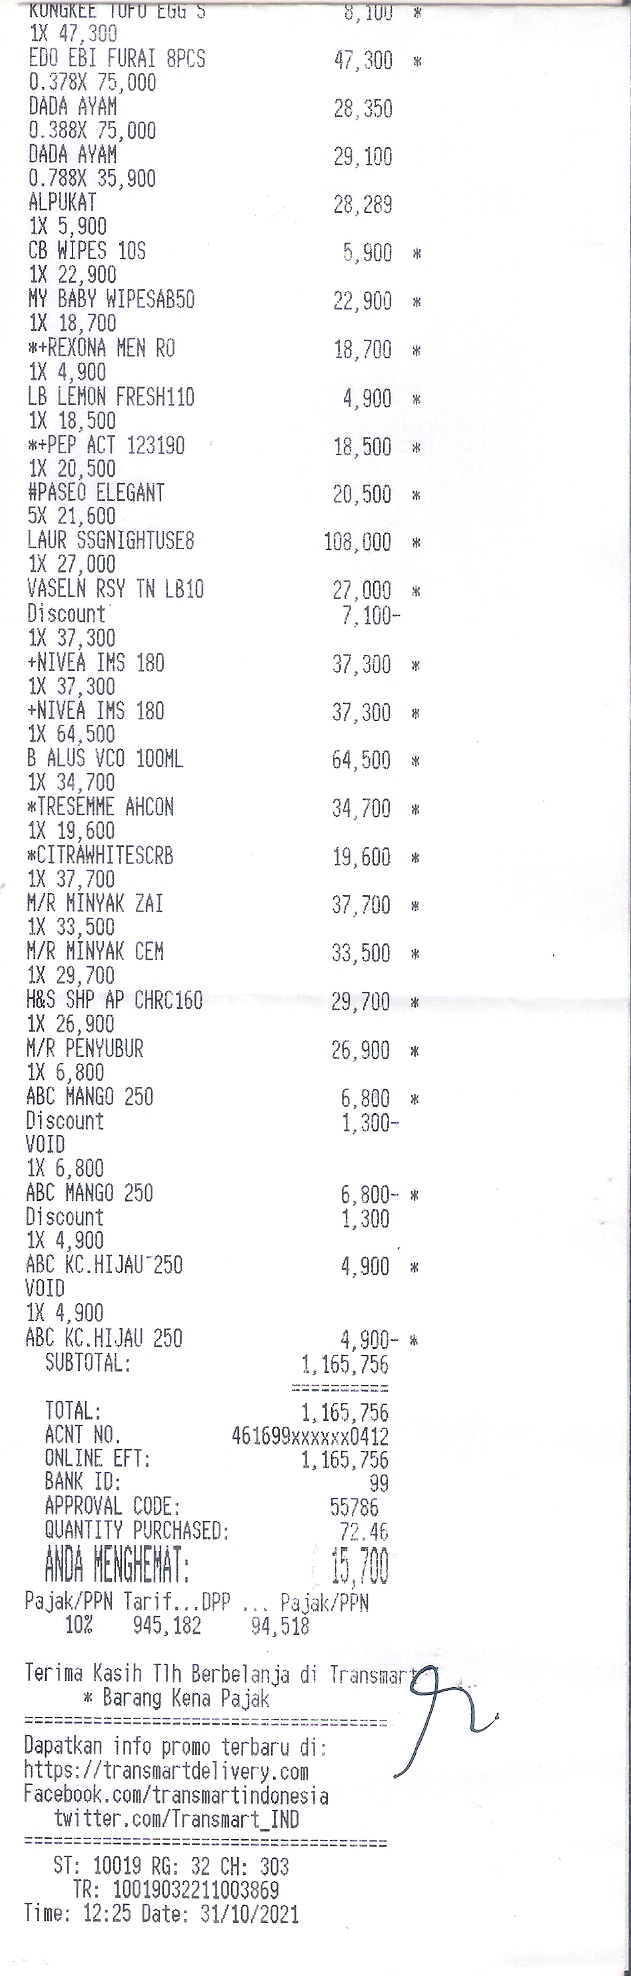 KONGKEE TOFU EGG S 8,100 *
1X 47,300
EDO EBI FURAI 8PCS 47,300 *
0.378X 75,000
DADA AYAM 28,350
0.388X 75,000
DADA AYAM 29,100
0.788X 35,900
ALPUKAT 28,289
1X 5,900
CB WIPES 10S 5,900 *
1X 22,900
MY BABY WIPESAB50 22,900 *
1X 18,700
*+REXONA MEN RO 18,700 *
1X 4,900
LB LEMON FRESH110 4,900 *
1X 18,500
*+PEP ACT 123190 18,500 *
1X 20,500
#PASEO ELEGANT 20,500 *
5X 21,600
LAUR SSGNIGHTUSE8 108,000 *
1X 27,000
VASELN RSY TN LB10 27,000 *
Discount 7,100-
1X 37,300
+NIVEA IMS 180 37,300 *
1X 37,300
+NIVEA IMS 180 37,300 *
1X 64,500
B ALUS VCO 100ML 64,500 *
1X 34,700
*TRESEMME AHCON 34,700 *
1X 19,600
*CITRAWHITESCRB 19,600 *
1X 37,700
M/R MINYAK ZAI 37,700 *
1X 33,500
M/R MINYAK CEM 33,500 *
1X 29,700
H&S SHP AP CHRC160 29,700 *
1X 26,900
M/R PENYUBUR 26,900 *
1X 6,800
ABC MANGO 250 6,800 *
Discount 1,300-
VOID
1X 6,800
ABC MANGO 250 6,800- *
Discount 1,300
1X 4,900
ABC KC.HIJAU 250 4,900 *
VOID
1X 4,900
ABC KC.HIJAU 250 4,900- *
SUBTOTAL: 1,165,756
==========
TOTAL: 1,165,756
ACNT NO. 461699xxxxxx0412
ONLINE EFT: 1,165,756
BANK ID: 99
APPROVAL CODE: 55786
QUANTITY PURCHASED: 72.46
ANDA MENGHEMAT: 15,700
Pajak/PPN Tarif...DPP ... Pajak/PPN
10% 945,182 94,518
Terima Kasih Tlh Berbelanja di Transmart
* Barang Kena Pajak
=====================================
Dapatkan info promo terbaru di:
https://transmartdelivery.com
Facebook.com/transmartindonesia
twitter.com/Transmart_IND
=====================================
ST: 10019 RG: 32 CH: 303
TR: 10019032211003869
Time: 12:25 Date: 31/10/2021